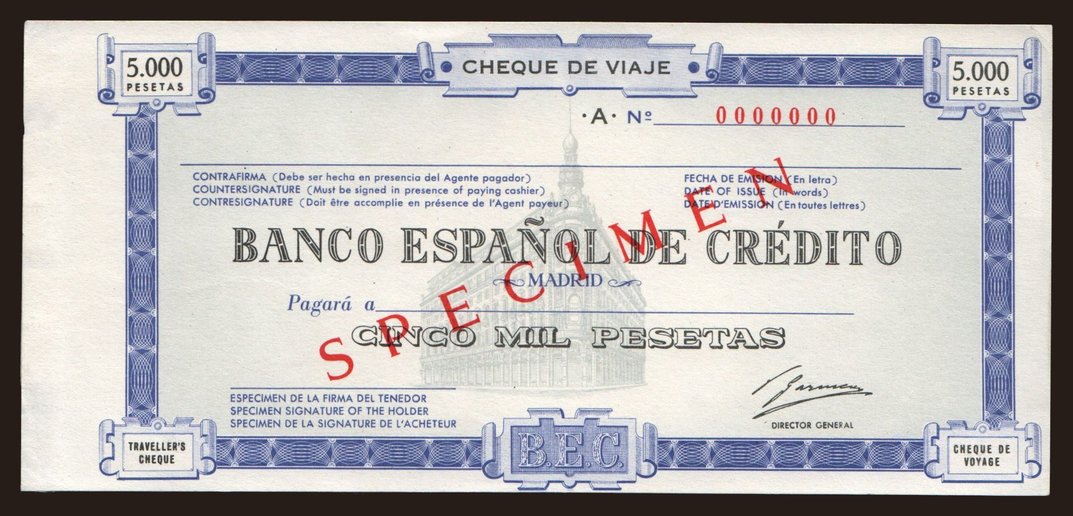 5.000
PESETAS
CHEQUE DE VIAJE
5.000
PESETAS
·A· Nº 0000000
CONTRAFIRMA (Debe ser hecha en presencia del Agente pagador)
COUNTERSIGNATURE (Must be signed in presence of paying cashier)
CONTRESIGNATURE (Doit être accomplie en présence de l'Agent payeur)
FECHA DE EMISION (En letra)
DATE OF ISSUE (In words)
DATE D'EMISSION (En toutes lettres)
BANCO ESPAÑOL DE CRÉDITO
MADRID
Pagará a
CINCO MIL PESETAS
SPECIMEN
ESPECIMEN DE LA FIRMA DEL TENEDOR
SPECIMEN SIGNATURE OF THE HOLDER
SPECIMEN DE LA SIGNATURE DE L'ACHETEUR
DIRECTOR GENERAL
TRAVELLER'S
CHEQUE
B.E.C.
CHEQUE DE
VOYAGE